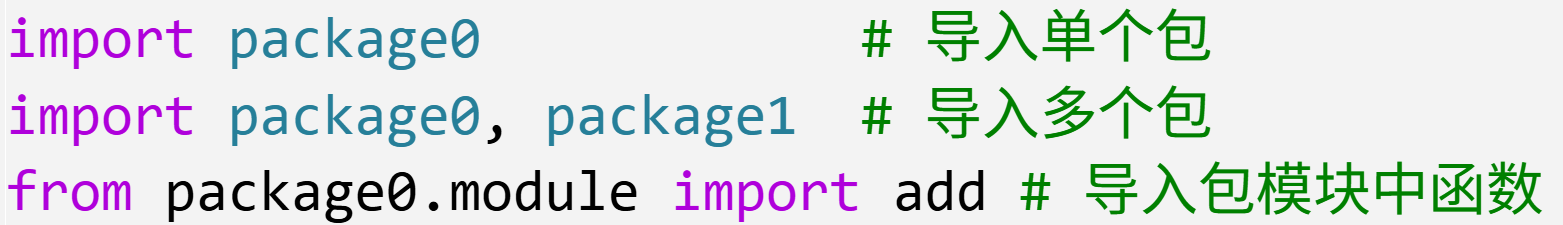 import package0 # 导入单个包
import package0, package1 # 导入多个包
from package0.module import add # 导入包模块中函数